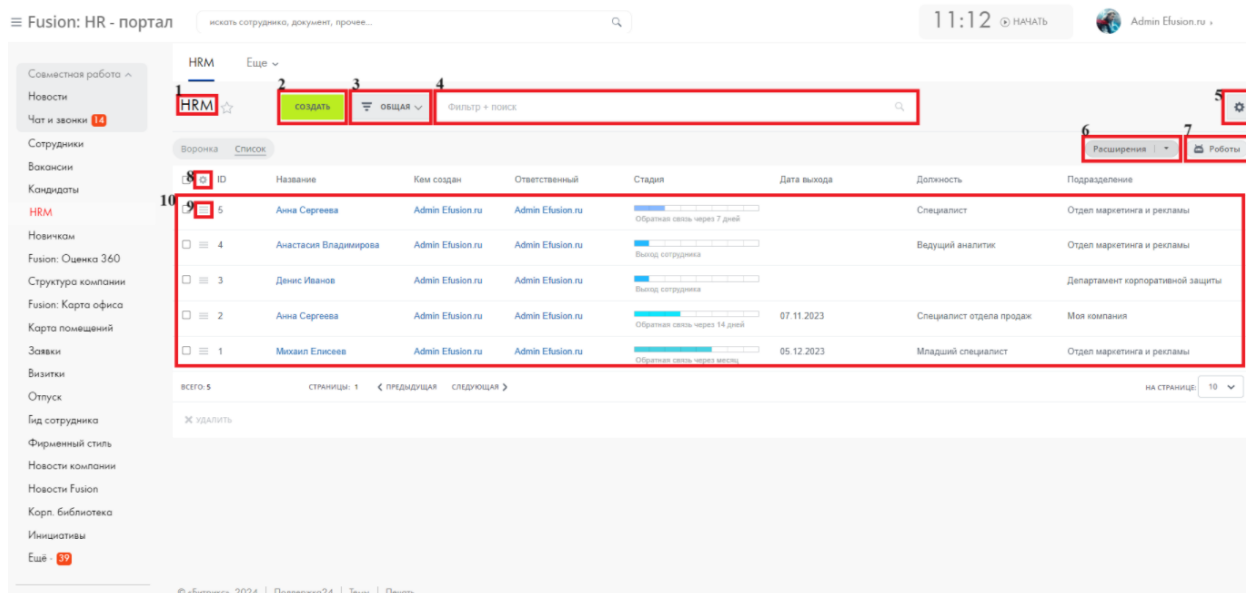 Fusion: HR - портал
искать сотрудника, документ, прочее...
11:12 НАЧАТЬ
Admin Efusion.ru
Совместная работа
Новости
Чат и звонки 14
Сотрудники
Вакансии
Кандидаты
HRM
Новичкам
Fusion: Оценка 360
Структура компании
Fusion: Карта офиса
Карта помещений
Заявки
Визитки
Отпуск
Гид сотрудника
Фирменный стиль
Новости компании
Новости Fusion
Корп. библиотека
Инициативы
Ещё - 39
HRM Еще
1 2 3 4 5
HRM СОЗДАТЬ ОБЩАЯ Фильтр + поиск
6 7
Воронка Список Расширения Роботы
8 ID Название Кем создан Ответственный Стадия Дата выхода Должность Подразделение
10 9
5 Анна Сергеева Admin Efusion.ru Admin Efusion.ru Специалист Отдел маркетинга и рекламы
Обратная связь через 7 дней
4 Анастасия Владимирова Admin Efusion.ru Admin Efusion.ru Ведущий аналитик Отдел маркетинга и рекламы
Выход сотрудника
3 Денис Иванов Admin Efusion.ru Admin Efusion.ru Департамент корпоративной защиты
Выход сотрудника
2 Анна Сергеева Admin Efusion.ru Admin Efusion.ru 07.11.2023 Специалист отдела продаж Моя компания
Обратная связь через 14 дней
1 Михаил Елисеев Admin Efusion.ru Admin Efusion.ru 05.12.2023 Младший специалист Отдел маркетинга и рекламы
Обратная связь через месяц
ВСЕГО: 5 СТРАНИЦЫ: 1 ПРЕДЫДУЩАЯ СЛЕДУЮЩАЯ НА СТРАНИЦЕ: 10
УДАЛИТЬ
© «Битрикс», 2024 | Поддержка24 | Темы | Печать